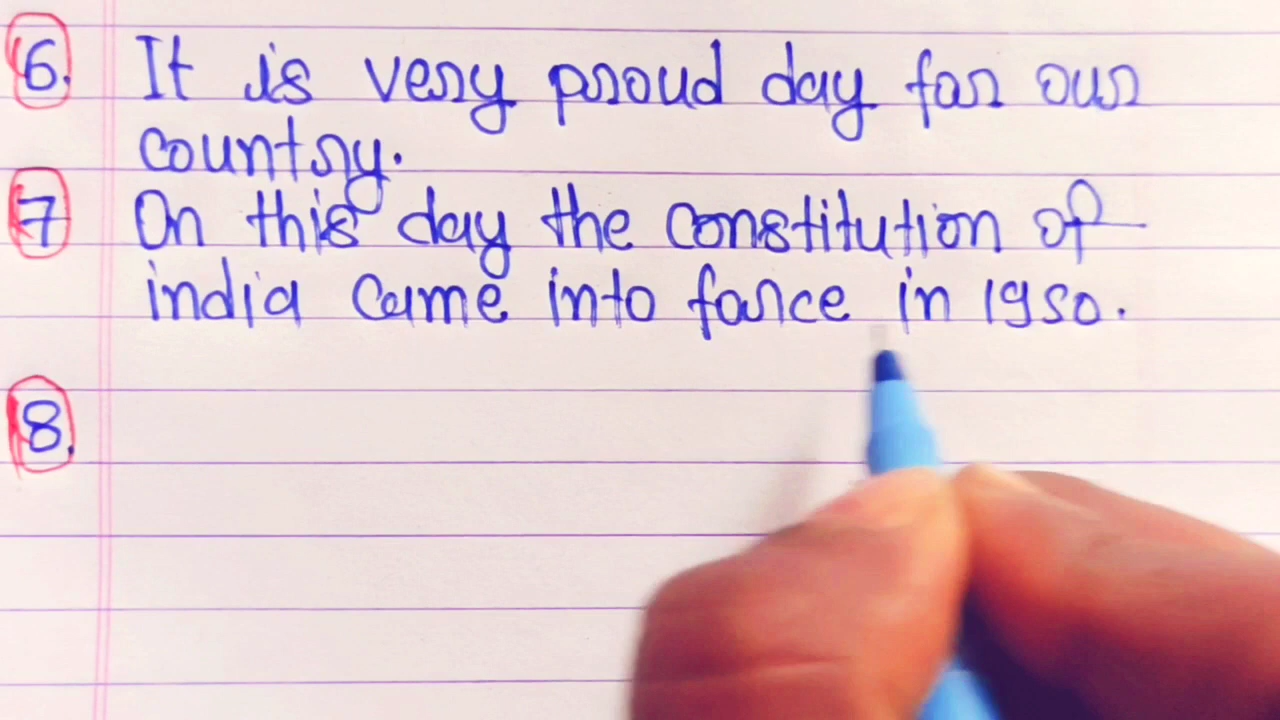 6. It is very proud day for our
country.
7 On this day the constitution of
india came into force in 1950.
8.